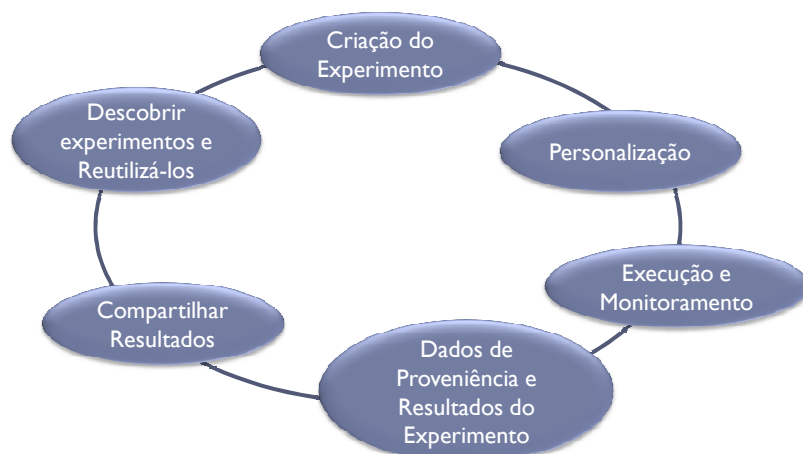 Criação do
Experimento
Personalização
Execução e
Monitoramento
Dados de
Proveniência e
Resultados do
Experimento
Compartilhar
Resultados
Descobrir
experimentos e
Reutilizá-los